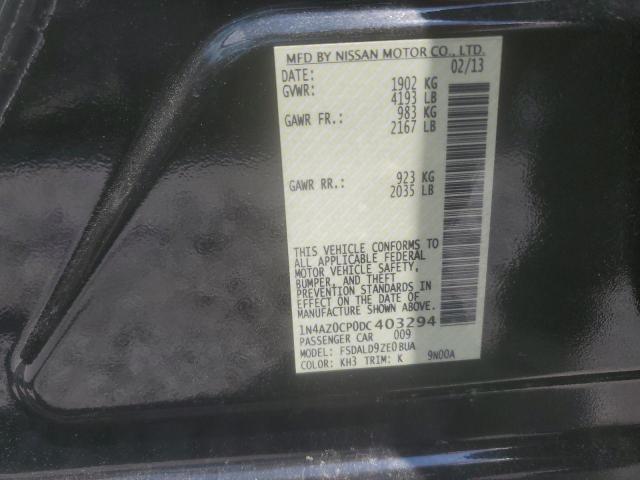 MFD BY NISSAN MOTOR CO., LTD.
DATE: 02/13
GVWR: 1902 KG
4193 LB
GAWR FR.: 983 KG
2167 LB
GAWR RR.: 923 KG
2035 LB
THIS VEHICLE CONFORMS TO
ALL APPLICABLE FEDERAL
MOTOR VEHICLE SAFETY,
BUMPER, AND THEFT
PREVENTION STANDARDS IN
EFFECT ON THE DATE OF
MANUFACTURE SHOWN ABOVE.
1N4AZ0CP0DC403294
PASSENGER CAR 009
MODEL: FSDALD9ZE0BUA
COLOR: KH3 TRIM: K 9N00A